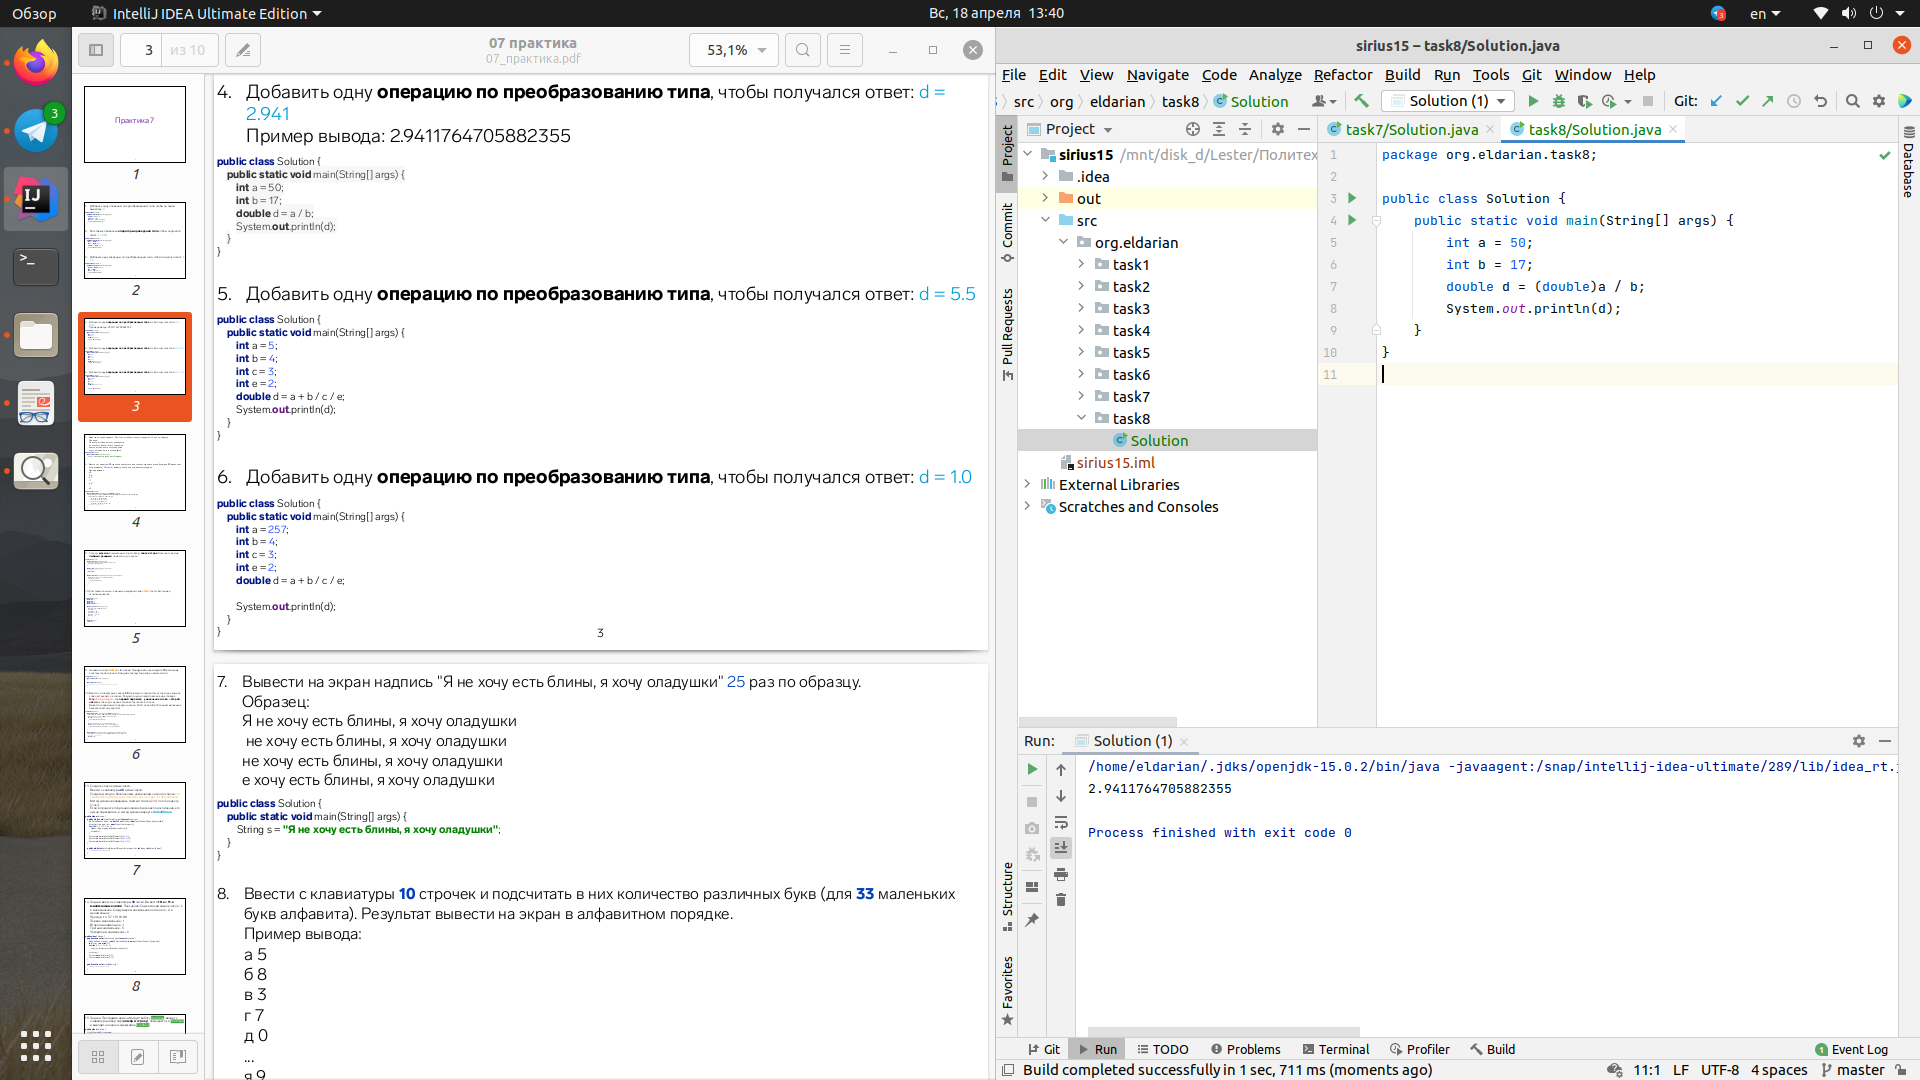 Обзор
IntelliJ IDEA Ultimate Edition
Вс, 18 апреля 13:40
en
3
3
из 10
07 практика
07_практика.pdf
53,1%
Практика 7
1
2
3
4
5
6
7
8
4. Добавить одну операцию по преобразованию типа, чтобы получался ответ: d =
2.941
Пример вывода: 2.9411764705882355
public class Solution {
public static void main(String[] args) {
int a = 50;
int b = 17;
double d = a / b;
System.out.println(d);
}
}
5. Добавить одну операцию по преобразованию типа, чтобы получался ответ: d = 5.5
public class Solution {
public static void main(String[] args) {
int a = 5;
int b = 4;
int c = 3;
int e = 2;
double d = a + b / c / e;
System.out.println(d);
}
}
6. Добавить одну операцию по преобразованию типа, чтобы получался ответ: d = 1.0
public class Solution {
public static void main(String[] args) {
int a = 257;
int b = 4;
int c = 3;
int e = 2;
double d = a + b / c / e;
System.out.println(d);
}
}
3
7. Вывести на экран надпись "Я не хочу есть блины, я хочу оладушки" 25 раз по образцу.
Образец:
Я не хочу есть блины, я хочу оладушки
не хочу есть блины, я хочу оладушки
не хочу есть блины, я хочу оладушки
е хочу есть блины, я хочу оладушки
public class Solution {
public static void main(String[] args) {
String s = "Я не хочу есть блины, я хочу оладушки";
}
}
8. Ввести с клавиатуры 10 строчек и подсчитать в них количество различных букв (для 33 маленьких
букв алфавита). Результат вывести на экран в алфавитном порядке.
Пример вывода:
а 5
б 8
в 3
г 7
д 0
...
я 9
sirius15 – task8/Solution.java
File Edit View Navigate Code Analyze Refactor Build Run Tools Git Window Help
src org eldarian task8 Solution
Solution (1)
Git:
Project
Commit
Pull Requests
Structure
Favorites
Database
Project
sirius15 /mnt/disk_d/Lester/Политех
.idea
out
src
org.eldarian
task1
task2
task3
task4
task5
task6
task7
task8
Solution
sirius15.iml
External Libraries
Scratches and Consoles
task7/Solution.java
task8/Solution.java
1 package org.eldarian.task8;
2
3 public class Solution {
4 public static void main(String[] args) {
5 int a = 50;
6 int b = 17;
7 double d = (double)a / b;
8 System.out.println(d);
9 }
10 }
11
Run: Solution (1)
/home/eldarian/.jdks/openjdk-15.0.2/bin/java -javaagent:/snap/intellij-idea-ultimate/289/lib/idea_rt.
2.9411764705882355
Process finished with exit code 0
Git Run TODO Problems Terminal Profiler Build
1 Event Log
Build completed successfully in 1 sec, 711 ms (moments ago)
11:1 LF UTF-8 4 spaces master